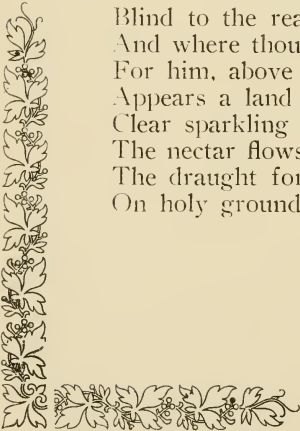 Blind to the rea
And where thou
For him, above
Appears a land
Clear sparkling
The nectar flows
The draught for
On holy ground